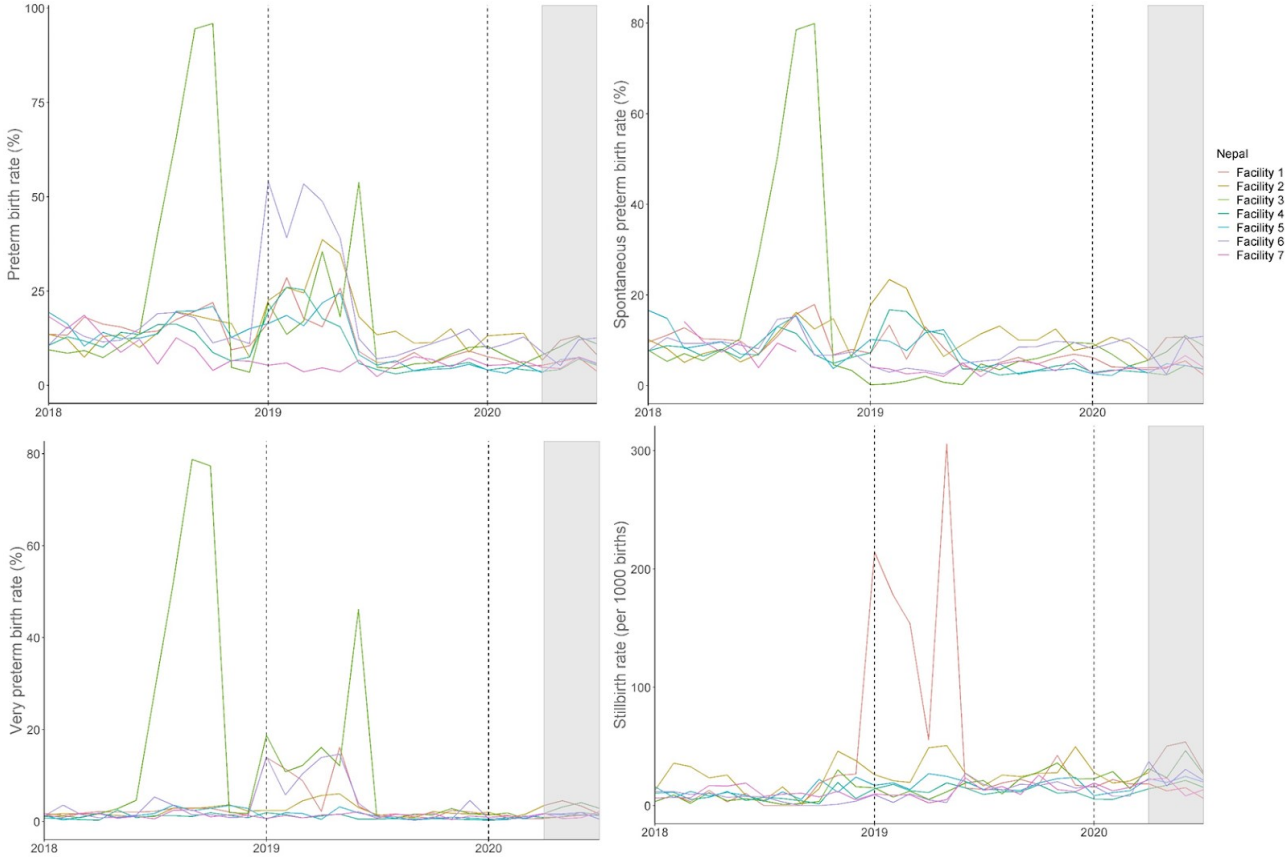 Preterm birth rate (%)
100
75
50
25
0
2018 2019 2020
Spontaneous preterm birth rate (%)
80
60
40
20
0
2018 2019 2020
Nepal
Facility 1
Facility 2
Facility 3
Facility 4
Facility 5
Facility 6
Facility 7
Very preterm birth rate (%)
80
60
40
20
0
2018 2019 2020
Stillbirth rate (per 1000 births)
300
200
100
0
2018 2019 2020